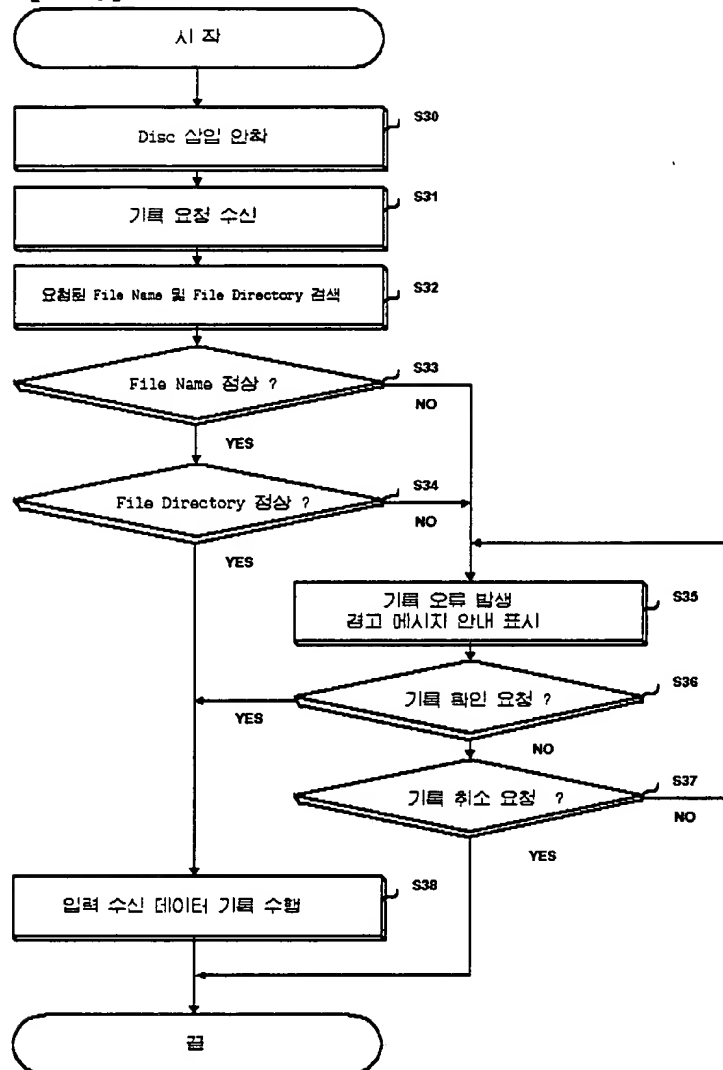 시 작
S30
Disc 삽입 안착
S31
기록 요청 수신
S32
요청된 File Name 및 File Directory 검색
S33
File Name 정상 ?
NO
YES
S34
File Directory 정상 ?
NO
YES
S35
기록 오류 발생
경고 메시지 안내 표시
S36
기록 확인 요청 ?
YES
NO
S37
기록 취소 요청 ?
NO
YES
S38
입력 수신 데이터 기록 수행
끝